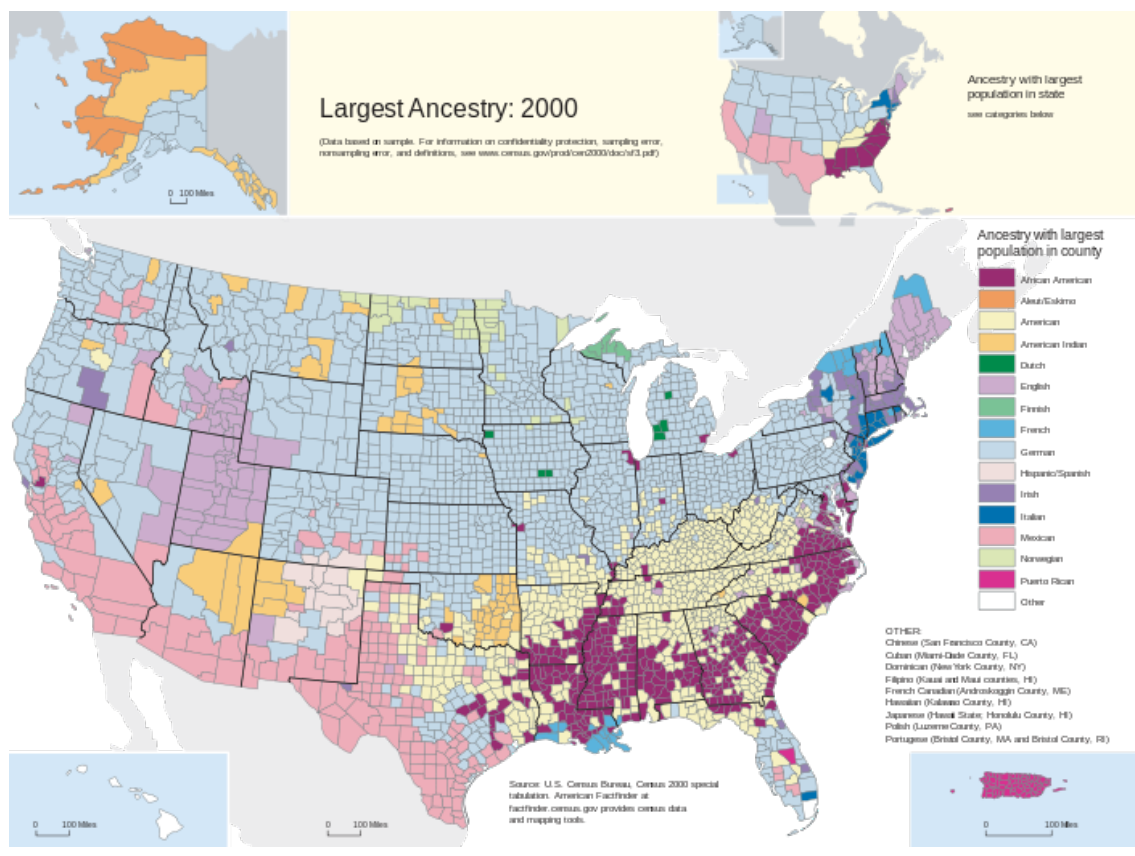 Largest Ancestry: 2000
(Data based on sample. For information on confidentiality protection, sampling error,
nonsampling error, and definitions, see www.census.gov/prod/cen2000/doc/sf3.pdf)
0 100 Miles
Ancestry with largest
population in state
see categories below
Ancestry with largest
population in county
African American
Aleut/Eskimo
American
American Indian
Dutch
English
Finnish
French
German
Hispanic/Spanish
Irish
Italian
Mexican
Norwegian
Puerto Rican
Other
OTHER:
Chinese (San Francisco County, CA)
Cuban (Miami-Dade County, FL)
Dominican (New York County, NY)
Filipino (Kauai and Maui counties, HI)
French Canadian (Androskoggin County, ME)
Hawaiian (Kalawao County, HI)
Japanese (Hawaii State; Honolulu County, HI)
Polish (Luzerne County, PA)
Portugese (Bristol County, MA and Bristol County, RI)
Source: U.S. Census Bureau, Census 2000 special
tabulation. American Factfinder at
factfinder.census.gov provides census data
and mapping tools.
0 100 Miles
0 100 Miles
0 100 Miles